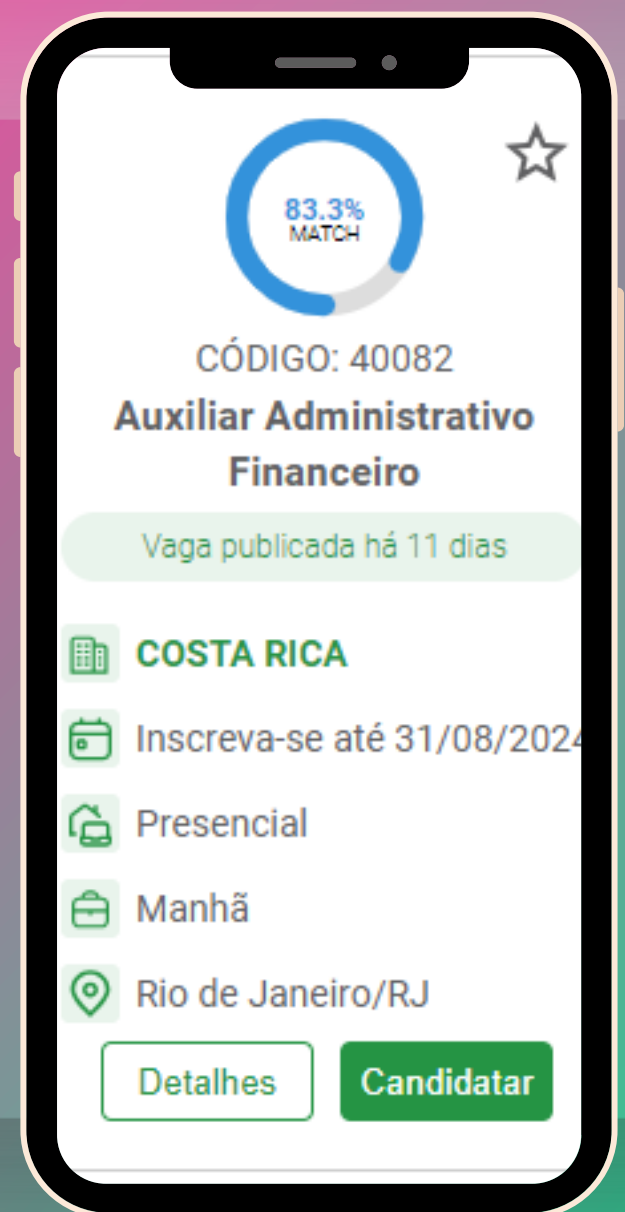 83.3%
MATCH
CÓDIGO: 40082
Auxiliar Administrativo
Financeiro
Vaga publicada há 11 dias
COSTA RICA
Inscreva-se até 31/08/2024
Presencial
Manhã
Rio de Janeiro/RJ
Detalhes
Candidatar